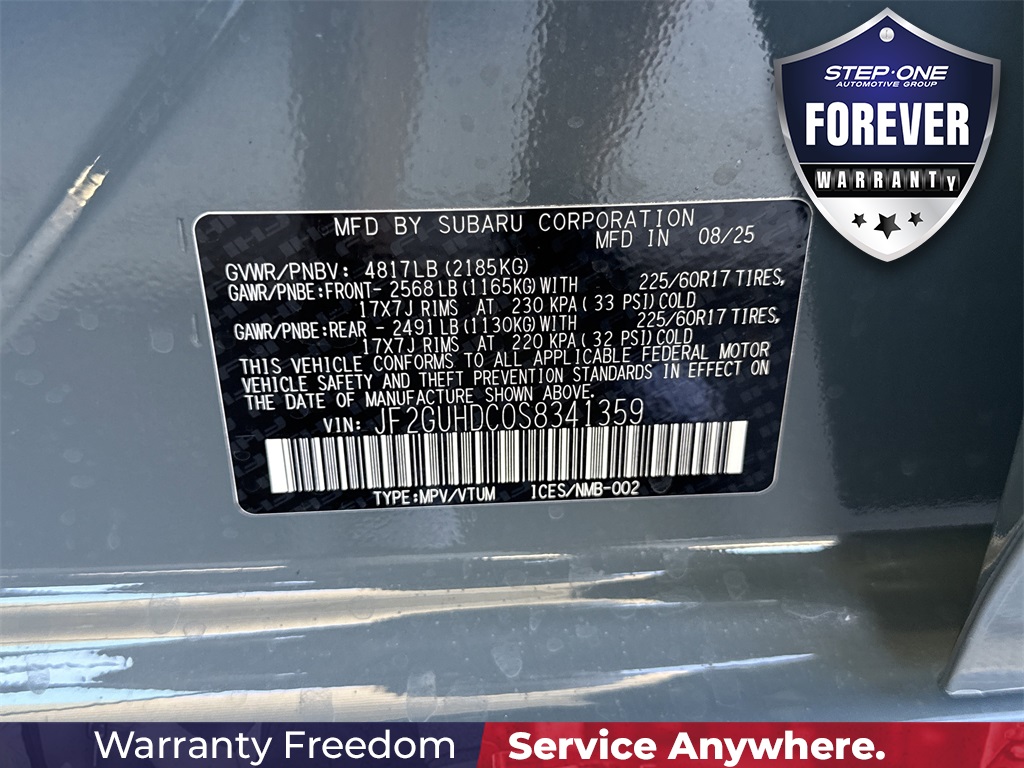 STEP·ONE
AUTOMOTIVE GROUP
FOREVER
WARRANTY
MFD BY SUBARU CORPORATION
MFD IN 08/25
GVWR/PNBV: 4817LB (2185KG)
GAWR/PNBE:FRONT- 2568LB (1165KG) WITH 225/60R17 TIRES,
17X7J RIMS AT 230 KPA (33 PSI) COLD
GAWR/PNBE:REAR - 2491LB (1130KG) WITH 225/60R17 TIRES,
17X7J RIMS AT 220 KPA (32 PSI) COLD
THIS VEHICLE CONFORMS TO ALL APPLICABLE FEDERAL MOTOR
VEHICLE SAFETY AND THEFT PREVENTION STANDARDS IN EFFECT ON
THE DATE OF MANUFACTURE SHOWN ABOVE.
VIN: JF2GUHDC0S8341359
TYPE:MPV/VTUM ICES/NMB-002
Warranty Freedom Service Anywhere.